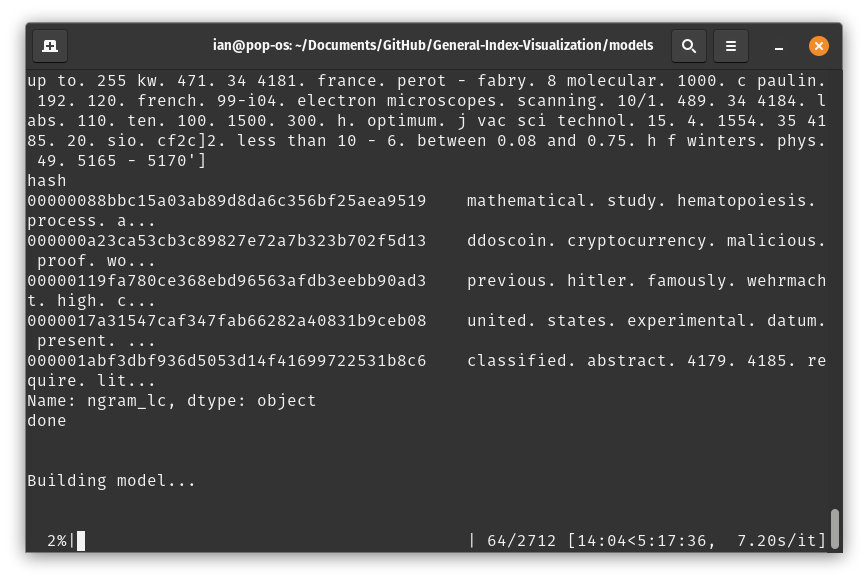 ian@pop-os: ~/Documents/GitHub/General-Index-Visualization/models
up to. 255 kw. 471. 34 4181. france. perot - fabry. 8 molecular. 1000. c paulin.
 192. 120. french. 99-i04. electron microscopes. scanning. 10/1. 489. 34 4184. l
abs. 110. ten. 100. 1500. 300. h. optimum. j vac sci technol. 15. 4. 1554. 35 41
85. 20. sio. cf2c]2. less than 10 - 6. between 0.08 and 0.75. h f winters. phys.
 49. 5165 - 5170']
hash
00000088bbc15a03ab89d8da6c356bf25aea9519    mathematical. study. hematopoiesis.
process. a...
000000a23ca53cb3c89827e72a7b323b702f5d13    ddoscoin. cryptocurrency. malicious.
 proof. wo...
00000119fa780ce368ebd96563afdb3eebb90ad3    previous. hitler. famously. wehrmach
t. high. c...
0000017a31547caf347fab66282a40831b9ceb08    united. states. experimental. datum.
 present. ...
000001abf3dbf936d5053d14f41699722531b8c6    classified. abstract. 4179. 4185. re
quire. lit...
Name: ngram_lc, dtype: object
done
Building model...
  2%|                                       | 64/2712 [14:04<5:17:36,  7.20s/it]